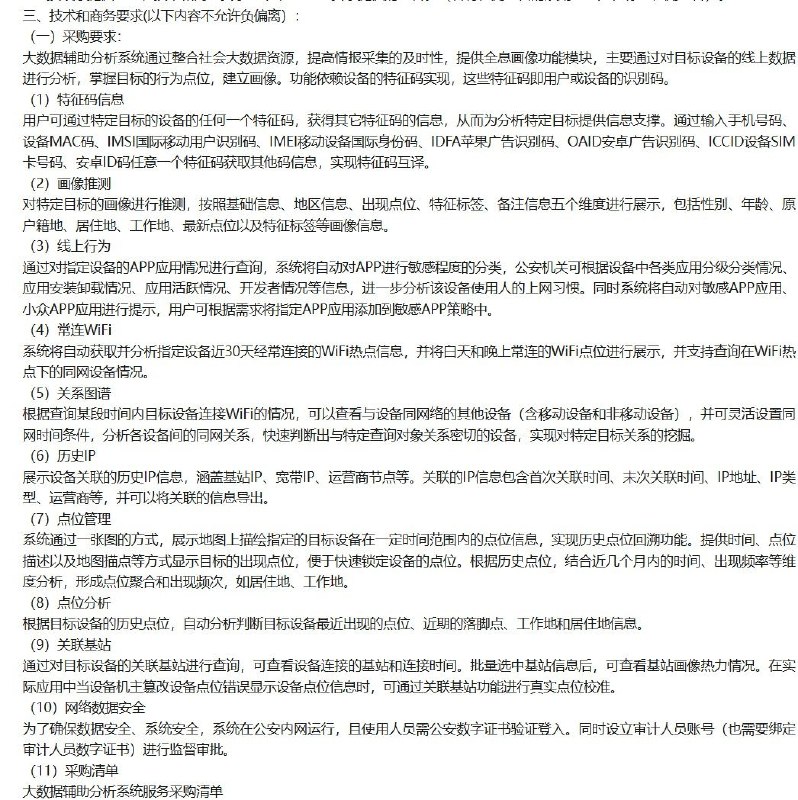 三、技术和商务要求(以下内容不允许负偏离）：
（一）采购要求：
大数据辅助分析系统通过整合社会大数据资源，提高情报采集的及时性，提供全息画像功能模块，主要通过对目标设备的线上数据
进行分析，掌握目标的行为点位，建立画像。功能依赖设备的特征码实现，这些特征码即用户或设备的识别码。
（1）特征码信息
用户可通过特定目标的设备的任何一个特征码，获得其它特征码的信息，从而为分析特定目标提供信息支撑。通过输入手机号码、
设备MAC码、IMSI国际移动用户识别码、IMEI移动设备国际身份码、IDFA苹果广告识别码、OAID安卓广告识别码、ICCID设备SIM
卡号码、安卓ID码任意一个特征码获取其他码信息，实现特征码互译。
（2）画像推测
对特定目标的画像进行推测，按照基础信息、地区信息、出现点位、特征标签、备注信息五个维度进行展示，包括性别、年龄、原
户籍地、居住地、工作地、最新点位以及特征标签等画像信息。
（3）线上行为
通过对指定设备的APP应用情况进行查询，系统将自动对APP进行敏感程度的分类，公安机关可根据设备中各类应用分级分类情况、
应用安装卸载情况、应用活跃情况、开发者情况等信息，进一步分析该设备使用人的上网习惯。同时系统将自动对敏感APP应用、
小众APP应用进行提示，用户可根据需求将指定APP应用添加到敏感APP策略中。
（4）常连WiFi
系统将自动获取并分析指定设备近30天经常连接的WiFi热点信息，并将白天和晚上常连的WiFi点位进行展示，并支持查询在WiFi热
点下的同网设备情况。
（5）关系图谱
根据查询某段时间内目标设备连接WiFi的情况，可以查看与设备同网络的其他设备（含移动设备和非移动设备），并可灵活设置同
网时间条件，分析各设备间的同网关系，快速判断出与特定查询对象关系密切的设备，实现对特定目标关系的挖掘。
（6）历史IP
展示设备关联的历史IP信息，涵盖基站IP、宽带IP、运营商节点等。关联的IP信息包含首次关联时间、末次关联时间、IP地址、IP类
型、运营商等，并可以将关联的信息导出。
（7）点位管理
系统通过一张图的方式，展示地图上描绘指定的目标设备在一定时间范围内的点位信息，实现历史点位回溯功能。提供时间、点位
描述以及地图描点等方式显示目标的出现点位，便于快速锁定设备的点位。根据历史点位，结合近几个月内的时间、出现频率等维
度分析，形成点位聚合和出现频次，如居住地、工作地。
（8）点位分析
根据目标设备的历史点位，自动分析判断目标设备最近出现的点位、近期的落脚点、工作地和居住地信息。
（9）关联基站
通过对目标设备的关联基站进行查询，可查看设备连接的基站和连接时间。批量选中基站信息后，可查看基站画像热力情况。在实
际应用中当设备机主篡改设备点位错误显示设备点位信息时，可通过关联基站功能进行真实点位校准。
（10）网络数据安全
为了确保数据安全、系统安全，系统在公安内网运行，且使用人员需公安数字证书验证登入。同时设立审计人员账号（也需要绑定
审计人员数字证书）进行监督审批。
（11）采购清单
大数据辅助分析系统服务采购清单